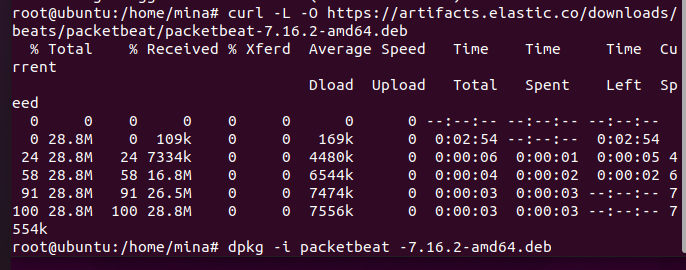 root@ubuntu:/home/mina# curl -L -O https://artifacts.elastic.co/downloads/
beats/packetbeat/packetbeat-7.16.2-amd64.deb
  % Total    % Received % Xferd  Average Speed   Time    Time     Time  Cu
rrent
                                 Dload  Upload   Total   Spent    Left  Sp
eed
  0     0    0     0    0     0      0      0 --:--:-- --:--:-- --:--:--
  0 28.8M    0  109k    0     0   169k      0  0:02:54 --:--:--  0:02:54
 24 28.8M   24 7334k    0     0  4480k      0  0:00:06  0:00:01  0:00:05 4
 58 28.8M   58 16.8M    0     0  6544k      0  0:00:04  0:00:02  0:00:02 6
 91 28.8M   91 26.5M    0     0  7474k      0  0:00:03  0:00:03 --:--:-- 7
100 28.8M  100 28.8M    0     0  7556k      0  0:00:03  0:00:03 --:--:-- 7
554k
root@ubuntu:/home/mina# dpkg -i packetbeat -7.16.2-amd64.deb